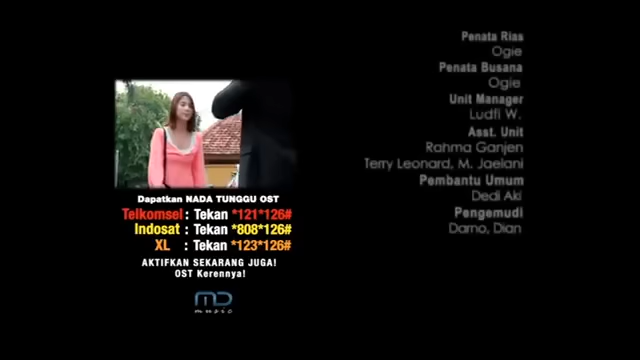 Penata Rias
Ogie
Penata Busana
Ogie
Unit Manager
Ludfi W.
Asst. Unit
Rahma Ganjen
Terry Leonard, M. Jaelani
Pembantu Umum
Dedi Aki
Pengemudi
Darno, Dian
Dapatkan NADA TUNGGU OST
Telkomsel : Tekan *121*126#
Indosat : Tekan *808*126#
XL : Tekan *123*126#
AKTIFKAN SEKARANG JUGA!
OST Kerennya!
MD
music